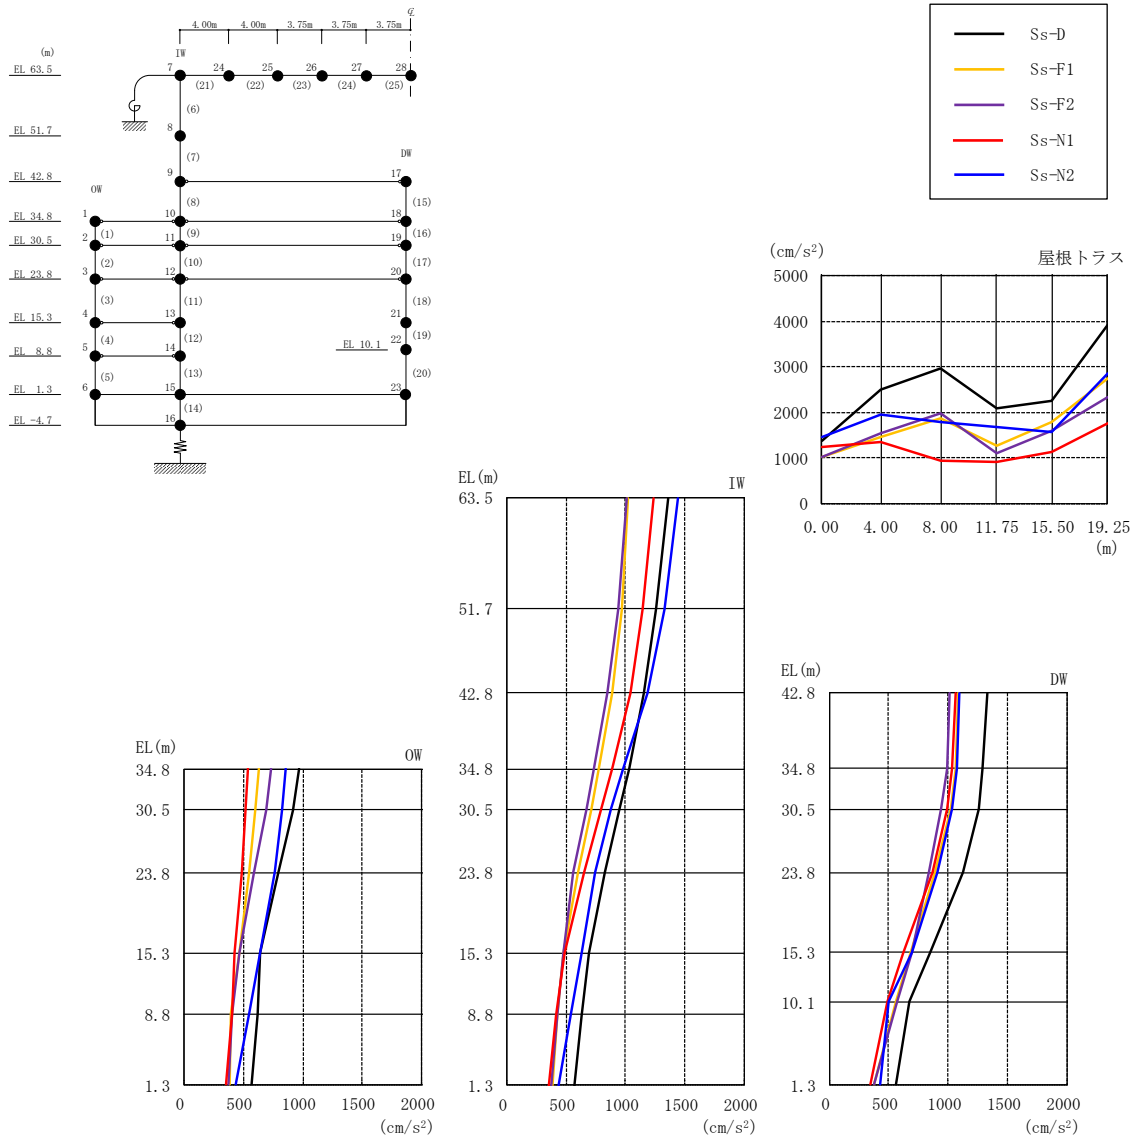 ℄
4.00m 4.00m 3.75m 3.75m 3.75m
(m)
IW
EL 63.5
7 24 25 26 27 28
(21) (22) (23) (24) (25)
(6)
EL 51.7
8
(7)
DW
EL 42.8
9 17
OW
(8) (15)
EL 34.8
1 10 18
(1) (9) (16)
EL 30.5
2 11 19
(2) (10) (17)
EL 23.8
3 12 20
(3) (11) (18)
EL 15.3
4 13 21
(4) (12) (19)
EL 10.1
22
EL 8.8
5 14
(5) (13) (20)
EL 1.3
6 15 23
(14)
EL -4.7
16
Ss-D
Ss-F1
Ss-F2
Ss-N1
Ss-N2
(cm/s²)
屋根トラス
5000
4000
3000
2000
1000
0
0.00 4.00 8.00 11.75 15.50 19.25
(m)
EL(m)
IW
63.5
51.7
42.8
34.8
30.5
23.8
15.3
8.8
1.3
0 500 1000 1500 2000
(cm/s²)
EL(m)
OW
34.8
30.5
23.8
15.3
8.8
1.3
0 500 1000 1500 2000
(cm/s²)
EL(m)
DW
42.8
34.8
30.5
23.8
15.3
10.1
1.3
0 500 1000 1500 2000
(cm/s²)